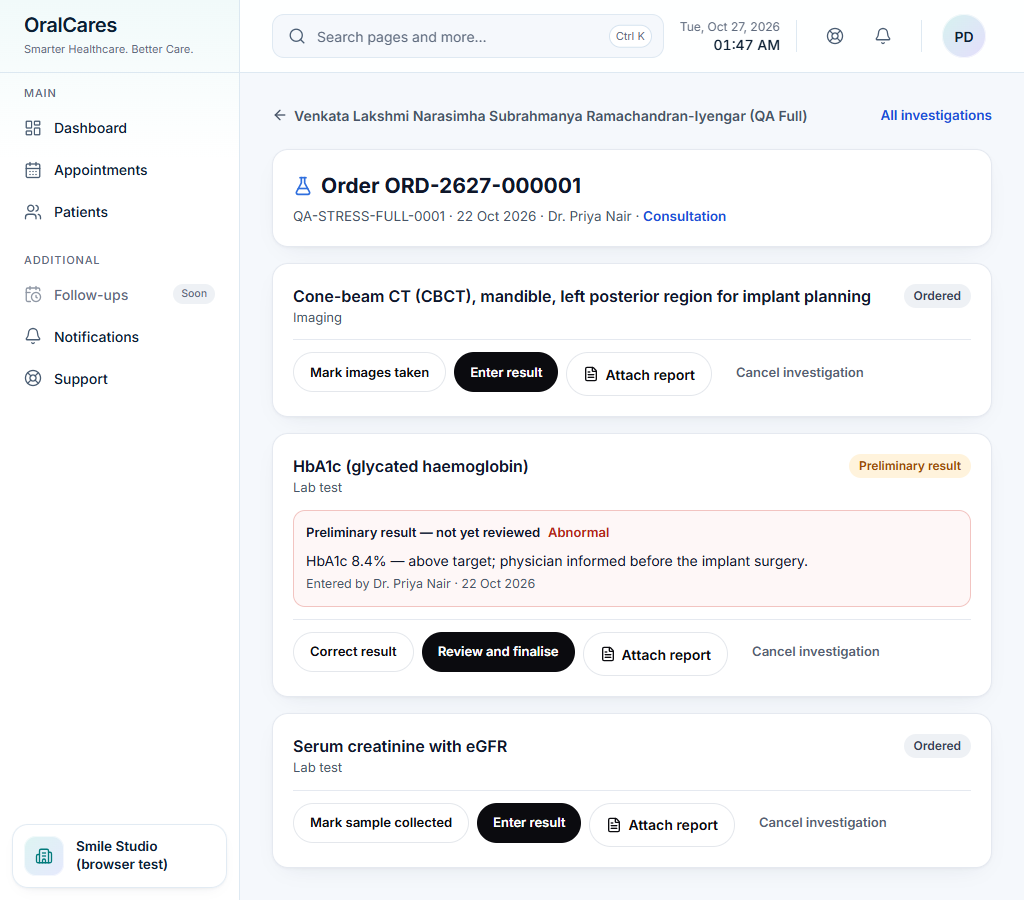 OralCares
Smarter Healthcare. Better Care.
Search pages and more...
Ctrl K
Tue, Oct 27, 2026
01:47 AM
PD
MAIN
Dashboard
Appointments
Patients
ADDITIONAL
Follow-ups
Soon
Notifications
Support
Smile Studio
(browser test)
Venkata Lakshmi Narasimha Subrahmanya Ramachandran-Iyengar (QA Full)
All investigations
Order ORD-2627-000001
QA-STRESS-FULL-0001 · 22 Oct 2026 · Dr. Priya Nair · Consultation
Cone-beam CT (CBCT), mandible, left posterior region for implant planning
Ordered
Imaging
Mark images taken
Enter result
Attach report
Cancel investigation
HbA1c (glycated haemoglobin)
Preliminary result
Lab test
Preliminary result — not yet reviewed Abnormal
HbA1c 8.4% — above target; physician informed before the implant surgery.
Entered by Dr. Priya Nair · 22 Oct 2026
Correct result
Review and finalise
Attach report
Cancel investigation
Serum creatinine with eGFR
Ordered
Lab test
Mark sample collected
Enter result
Attach report
Cancel investigation